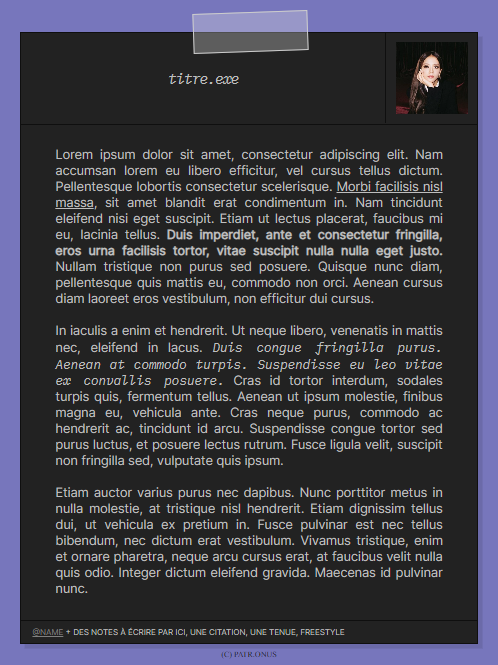 titre.exe
Lorem ipsum dolor sit amet, consectetur adipiscing elit. Nam
accumsan lorem eu libero efficitur, vel cursus tellus dictum.
Pellentesque lobortis consectetur scelerisque. Morbi facilisis nisl
massa, sit amet blandit erat condimentum in. Nam tincidunt
eleifend nisi eget suscipit. Etiam ut lectus placerat, faucibus mi
eu, lacinia tellus. Duis imperdiet, ante et consectetur fringilla,
eros urna facilisis tortor, vitae suscipit nulla nulla eget justo.
Nullam tristique non purus sed posuere. Quisque nunc diam,
pellentesque quis mattis eu, commodo non orci. Aenean cursus
diam laoreet eros vestibulum, non efficitur dui cursus.
In iaculis a enim et hendrerit. Ut neque libero, venenatis in mattis
nec, eleifend in lacus. Duis congue fringilla purus.
Aenean at commodo turpis. Suspendisse eu leo vitae
ex convallis posuere. Cras id tortor interdum, sodales
turpis quis, fermentum tellus. Aenean ut ipsum molestie, finibus
magna eu, vehicula ante. Cras neque purus, commodo ac
hendrerit ac, tincidunt id arcu. Suspendisse congue tortor sed
purus luctus, et posuere lectus rutrum. Fusce ligula velit, suscipit
non fringilla sed, vulputate quis ipsum.
Etiam auctor varius purus nec dapibus. Nunc porttitor metus in
nulla molestie, at tristique nisl hendrerit. Etiam dignissim tellus
dui, ut vehicula ex pretium in. Fusce pulvinar est nec tellus
bibendum, nec dictum erat vestibulum. Vivamus tristique, enim
et ornare pharetra, neque arcu cursus erat, at faucibus velit nulla
quis odio. Integer dictum eleifend gravida. Maecenas id pulvinar
nunc.
@NAME + DES NOTES À ÉCRIRE PAR ICI, UNE CITATION, UNE TENUE, FREESTYLE
(C) PATR.ONUS